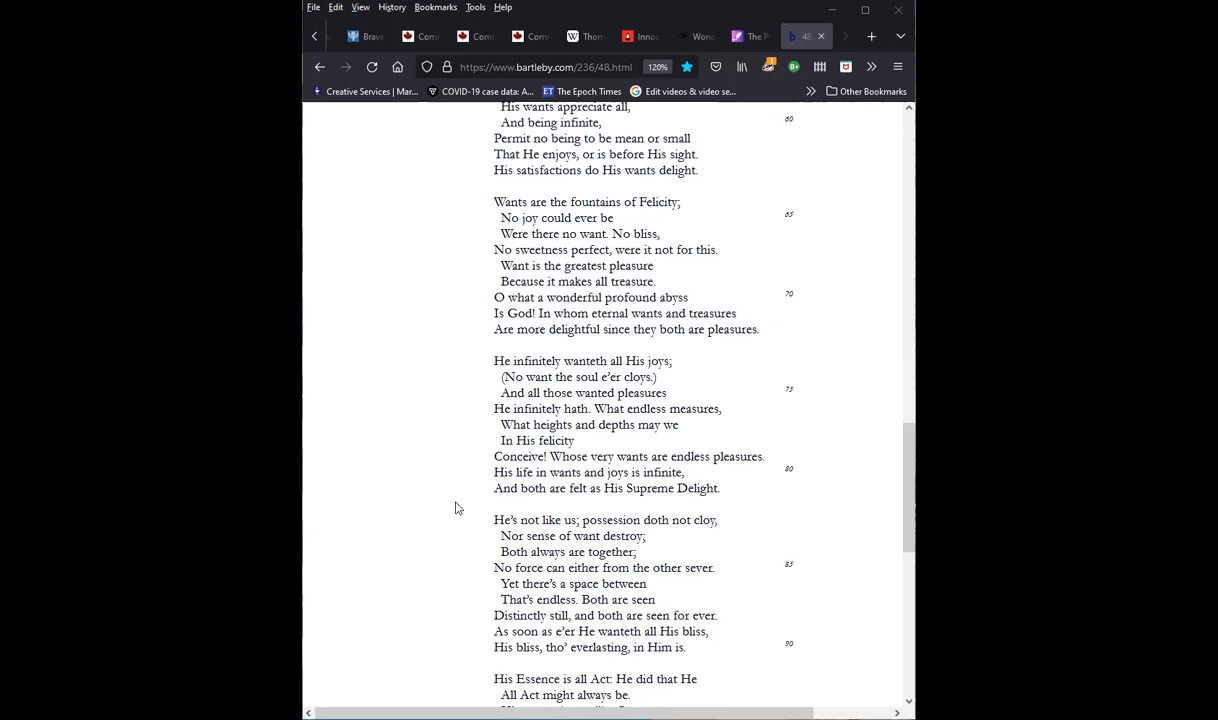 File Edit View History Bookmarks Tools Help
Brave Com Com Com Thom Inno Won The P 48.
https://www.bartleby.com/236/48.html 120%
Creative Services | Mar... COVID-19 case data: A... ET The Epoch Times Edit videos & video se... Other Bookmarks
His wants appreciate all,
And being infinite, 60
Permit no being to be mean or small
That He enjoys, or is before His sight.
His satisfactions do His wants delight.
Wants are the fountains of Felicity;
No joy could ever be 65
Were there no want. No bliss,
No sweetness perfect, were it not for this.
Want is the greatest pleasure
Because it makes all treasure.
O what a wonderful profound abyss 70
Is God! In whom eternal wants and treasures
Are more delightful since they both are pleasures.
He infinitely wanteth all His joys;
(No want the soul e’er cloys.)
And all those wanted pleasures 75
He infinitely hath. What endless measures,
What heights and depths may we
In His felicity
Conceive! Whose very wants are endless pleasures.
His life in wants and joys is infinite, 80
And both are felt as His Supreme Delight.
He’s not like us; possession doth not cloy,
Nor sense of want destroy;
Both always are together;
No force can either from the other sever. 85
Yet there’s a space between
That’s endless. Both are seen
Distinctly still, and both are seen for ever.
As soon as e’er He wanteth all His bliss,
His bliss, tho’ everlasting, in Him is. 90
His Essence is all Act: He did that He
All Act might always be.